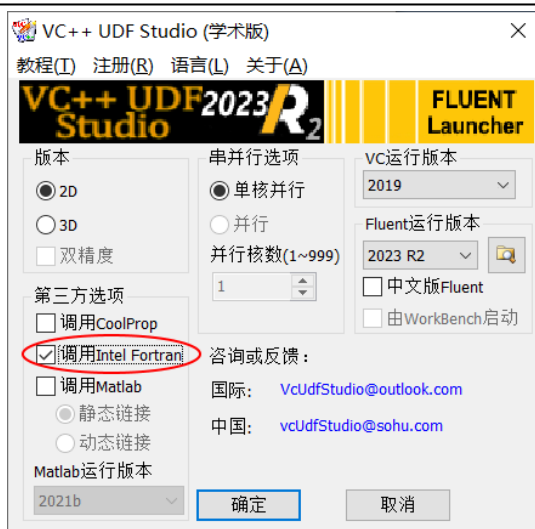 VC++ UDF Studio (学术版)
教程(T) 注册(R) 语言(L) 关于(A)
VC++ UDF Studio 2023R2
FLUENT Launcher
版本
2D
3D
双精度
串并行选项
单核并行
并行
并行核数(1~999)
1
VC运行版本
2019
Fluent运行版本
2023 R2
中文版Fluent
由WorkBench启动
第三方选项
调用CoolProp
调用Intel Fortran
调用Matlab
静态链接
动态链接
Matlab运行版本
2021b
咨询或反馈：
国际: VcUdfStudio@outlook.com
中国: vcUdfStudio@sohu.com
确定
取消